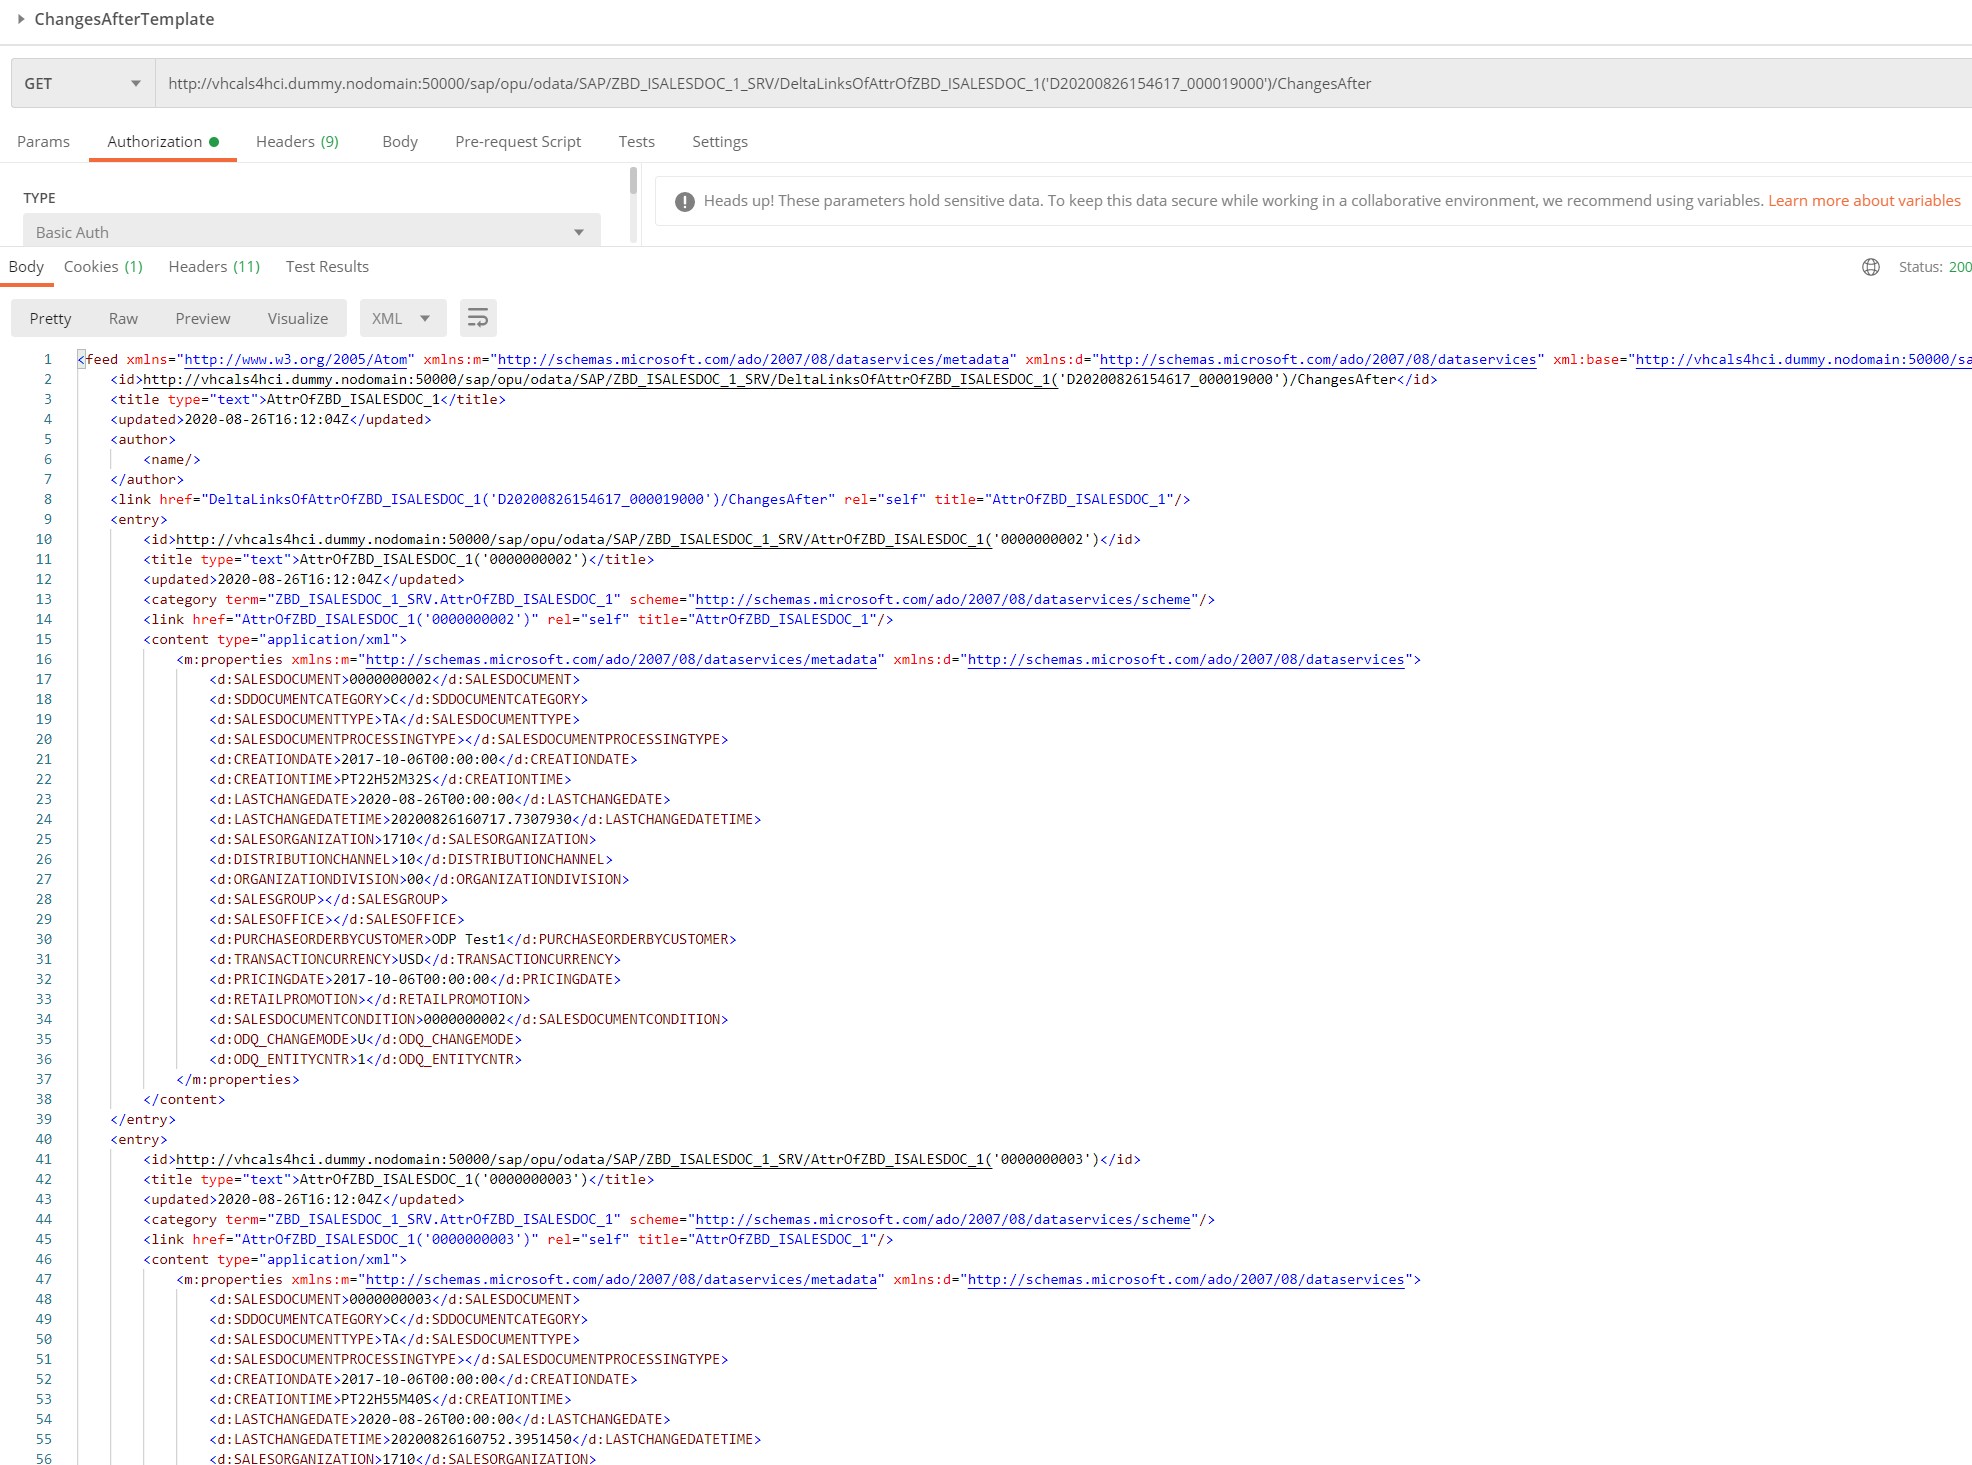 ChangesAfterTemplate
GET http://vhcals4hci.dummy.nodomain:50000/sap/opu/odata/SAP/ZBD_ISALESDOC_1_SRV/DeltaLinksOfAttrOfZBD_ISALESDOC_1('D20200826154617_000019000')/ChangesAfter
Params Authorization Headers (9) Body Pre-request Script Tests Settings
TYPE
Heads up! These parameters hold sensitive data. To keep this data secure while working in a collaborative environment, we recommend using variables. Learn more about variables
Basic Auth
Body Cookies (1) Headers (11) Test Results Status: 200
Pretty Raw Preview Visualize XML
1 <feed xmlns="http://www.w3.org/2005/Atom" xmlns:m="http://schemas.microsoft.com/ado/2007/08/dataservices/metadata" xmlns:d="http://schemas.microsoft.com/ado/2007/08/dataservices" xml:base="http://vhcals4hci.dummy.nodomain:50000/sa
2 <id>http://vhcals4hci.dummy.nodomain:50000/sap/opu/odata/SAP/ZBD_ISALESDOC_1_SRV/DeltaLinksOfAttrOfZBD_ISALESDOC_1('D20200826154617_000019000')/ChangesAfter</id>
3 <title type="text">AttrOfZBD_ISALESDOC_1</title>
4 <updated>2020-08-26T16:12:04Z</updated>
5 <author>
6 <name/>
7 </author>
8 <link href="DeltaLinksOfAttrOfZBD_ISALESDOC_1('D20200826154617_000019000')/ChangesAfter" rel="self" title="AttrOfZBD_ISALESDOC_1"/>
9 <entry>
10 <id>http://vhcals4hci.dummy.nodomain:50000/sap/opu/odata/SAP/ZBD_ISALESDOC_1_SRV/AttrOfZBD_ISALESDOC_1('0000000002')</id>
11 <title type="text">AttrOfZBD_ISALESDOC_1('0000000002')</title>
12 <updated>2020-08-26T16:12:04Z</updated>
13 <category term="ZBD_ISALESDOC_1_SRV.AttrOfZBD_ISALESDOC_1" scheme="http://schemas.microsoft.com/ado/2007/08/dataservices/scheme"/>
14 <link href="AttrOfZBD_ISALESDOC_1('0000000002')" rel="self" title="AttrOfZBD_ISALESDOC_1"/>
15 <content type="application/xml">
16 <m:properties xmlns:m="http://schemas.microsoft.com/ado/2007/08/dataservices/metadata" xmlns:d="http://schemas.microsoft.com/ado/2007/08/dataservices">
17 <d:SALESDOCUMENT>0000000002</d:SALESDOCUMENT>
18 <d:SDDOCUMENTCATEGORY>C</d:SDDOCUMENTCATEGORY>
19 <d:SALESDOCUMENTTYPE>TA</d:SALESDOCUMENTTYPE>
20 <d:SALESDOCUMENTPROCESSINGTYPE></d:SALESDOCUMENTPROCESSINGTYPE>
21 <d:CREATIONDATE>2017-10-06T00:00:00</d:CREATIONDATE>
22 <d:CREATIONTIME>PT22H52M32S</d:CREATIONTIME>
23 <d:LASTCHANGEDATE>2020-08-26T00:00:00</d:LASTCHANGEDATE>
24 <d:LASTCHANGEDATETIME>20200826160717.7307930</d:LASTCHANGEDATETIME>
25 <d:SALESORGANIZATION>1710</d:SALESORGANIZATION>
26 <d:DISTRIBUTIONCHANNEL>10</d:DISTRIBUTIONCHANNEL>
27 <d:ORGANIZATIONDIVISION>00</d:ORGANIZATIONDIVISION>
28 <d:SALESGROUP></d:SALESGROUP>
29 <d:SALESOFFICE></d:SALESOFFICE>
30 <d:PURCHASEORDERBYCUSTOMER>ODP Test1</d:PURCHASEORDERBYCUSTOMER>
31 <d:TRANSACTIONCURRENCY>USD</d:TRANSACTIONCURRENCY>
32 <d:PRICINGDATE>2017-10-06T00:00:00</d:PRICINGDATE>
33 <d:RETAILPROMOTION></d:RETAILPROMOTION>
34 <d:SALESDOCUMENTCONDITION>0000000002</d:SALESDOCUMENTCONDITION>
35 <d:ODQ_CHANGEMODE>U</d:ODQ_CHANGEMODE>
36 <d:ODQ_ENTITYCNTR>1</d:ODQ_ENTITYCNTR>
37 </m:properties>
38 </content>
39 </entry>
40 <entry>
41 <id>http://vhcals4hci.dummy.nodomain:50000/sap/opu/odata/SAP/ZBD_ISALESDOC_1_SRV/AttrOfZBD_ISALESDOC_1('0000000003')</id>
42 <title type="text">AttrOfZBD_ISALESDOC_1('0000000003')</title>
43 <updated>2020-08-26T16:12:04Z</updated>
44 <category term="ZBD_ISALESDOC_1_SRV.AttrOfZBD_ISALESDOC_1" scheme="http://schemas.microsoft.com/ado/2007/08/dataservices/scheme"/>
45 <link href="AttrOfZBD_ISALESDOC_1('0000000003')" rel="self" title="AttrOfZBD_ISALESDOC_1"/>
46 <content type="application/xml">
47 <m:properties xmlns:m="http://schemas.microsoft.com/ado/2007/08/dataservices/metadata" xmlns:d="http://schemas.microsoft.com/ado/2007/08/dataservices">
48 <d:SALESDOCUMENT>0000000003</d:SALESDOCUMENT>
49 <d:SDDOCUMENTCATEGORY>C</d:SDDOCUMENTCATEGORY>
50 <d:SALESDOCUMENTTYPE>TA</d:SALESDOCUMENTTYPE>
51 <d:SALESDOCUMENTPROCESSINGTYPE></d:SALESDOCUMENTPROCESSINGTYPE>
52 <d:CREATIONDATE>2017-10-06T00:00:00</d:CREATIONDATE>
53 <d:CREATIONTIME>PT22H55M40S</d:CREATIONTIME>
54 <d:LASTCHANGEDATE>2020-08-26T00:00:00</d:LASTCHANGEDATE>
55 <d:LASTCHANGEDATETIME>20200826160752.3951450</d:LASTCHANGEDATETIME>
56 <d:SALESORGANIZATION>1710</d:SALESORGANIZATION>